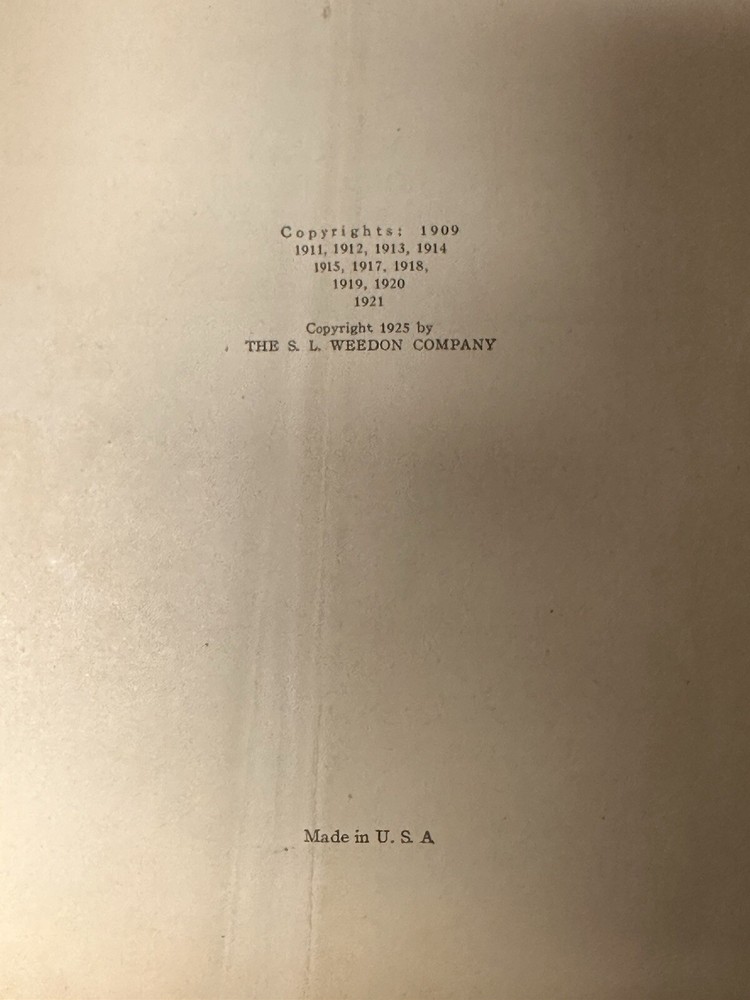 Copyrights: 1909
1911, 1912, 1913, 1914
1915, 1917, 1918,
1919, 1920
1921
Copyright 1925 by
THE S. L. WEEDON COMPANY
Made in U. S. A